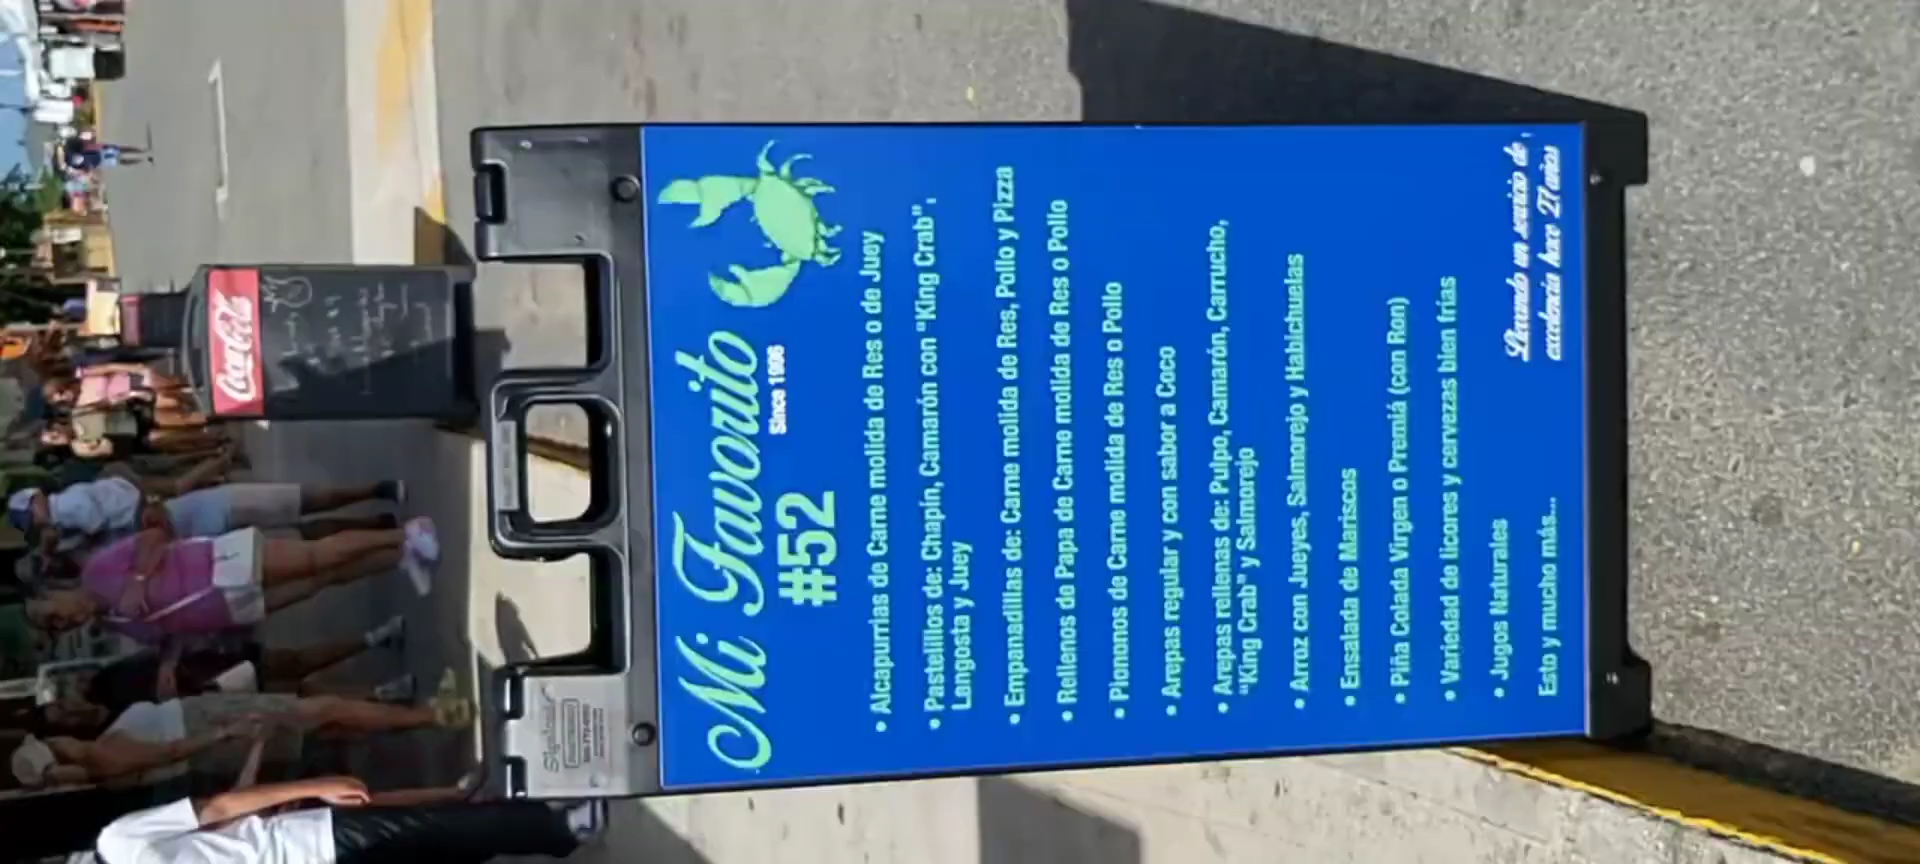 Coca-Cola
Mi Favorito
#52
Since 1996
• Alcapurrias de Carne molida de Res o de Juey
• Pastelillos de: Chapín, Camarón con "King Crab",
Langosta y Juey
• Empanadillas de: Carne molida de Res, Pollo y Pizza
• Rellenos de Papa de Carne molida de Res o Pollo
• Pionomos de Carne molida de Res o Pollo
• Arepas regular y con sabor a Coco
• Arepas rellenas de: Pulpo, Camarón, Carrucho,
"King Crab" y Salmorejo
• Arroz con Jueyes, Salmorejo y Habichuelas
• Ensalada de Mariscos
• Piña Colada Virgen o Premiá (con Ron)
• Variedad de licores y cervezas bien frías
• Jugos Naturales
Esto y mucho más...
Llevando un servicio de
excelencia hace 27 años